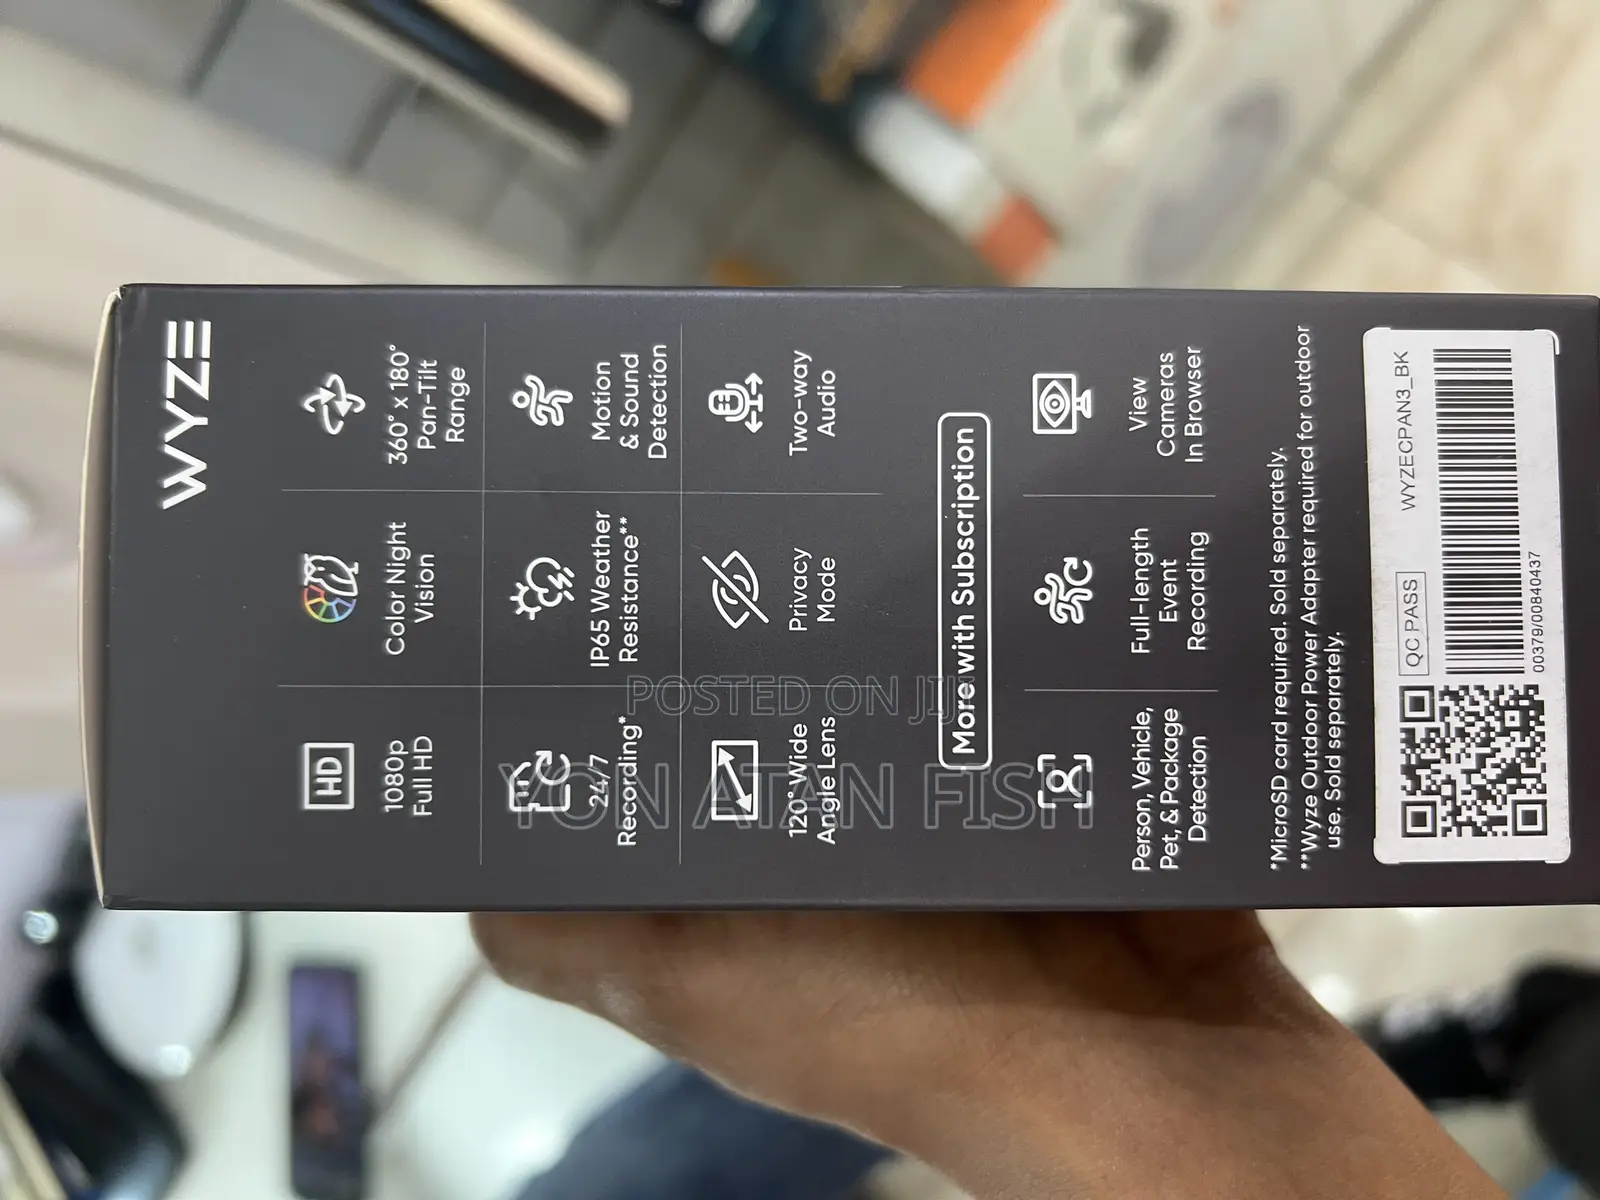 WYZE
HD
1080p
Full HD
Color Night
Vision
360° x 180°
Pan-Tilt
Range
24/7
Recording*
IP65 Weather
Resistance**
Motion
& Sound
Detection
120° Wide
Angle Lens
Privacy
Mode
Two-way
Audio
More with Subscription
Person, Vehicle,
Pet, & Package
Detection
Full-length
Event
Recording
View
Cameras
In Browser
*MicroSD card required. Sold separately.
**Wyze Outdoor Power Adapter required for outdoor
use. Sold separately.
QC PASS
WYZECPAN3_BK
00379/00840437
POSTED ON JIJI
YON ATAN FISH